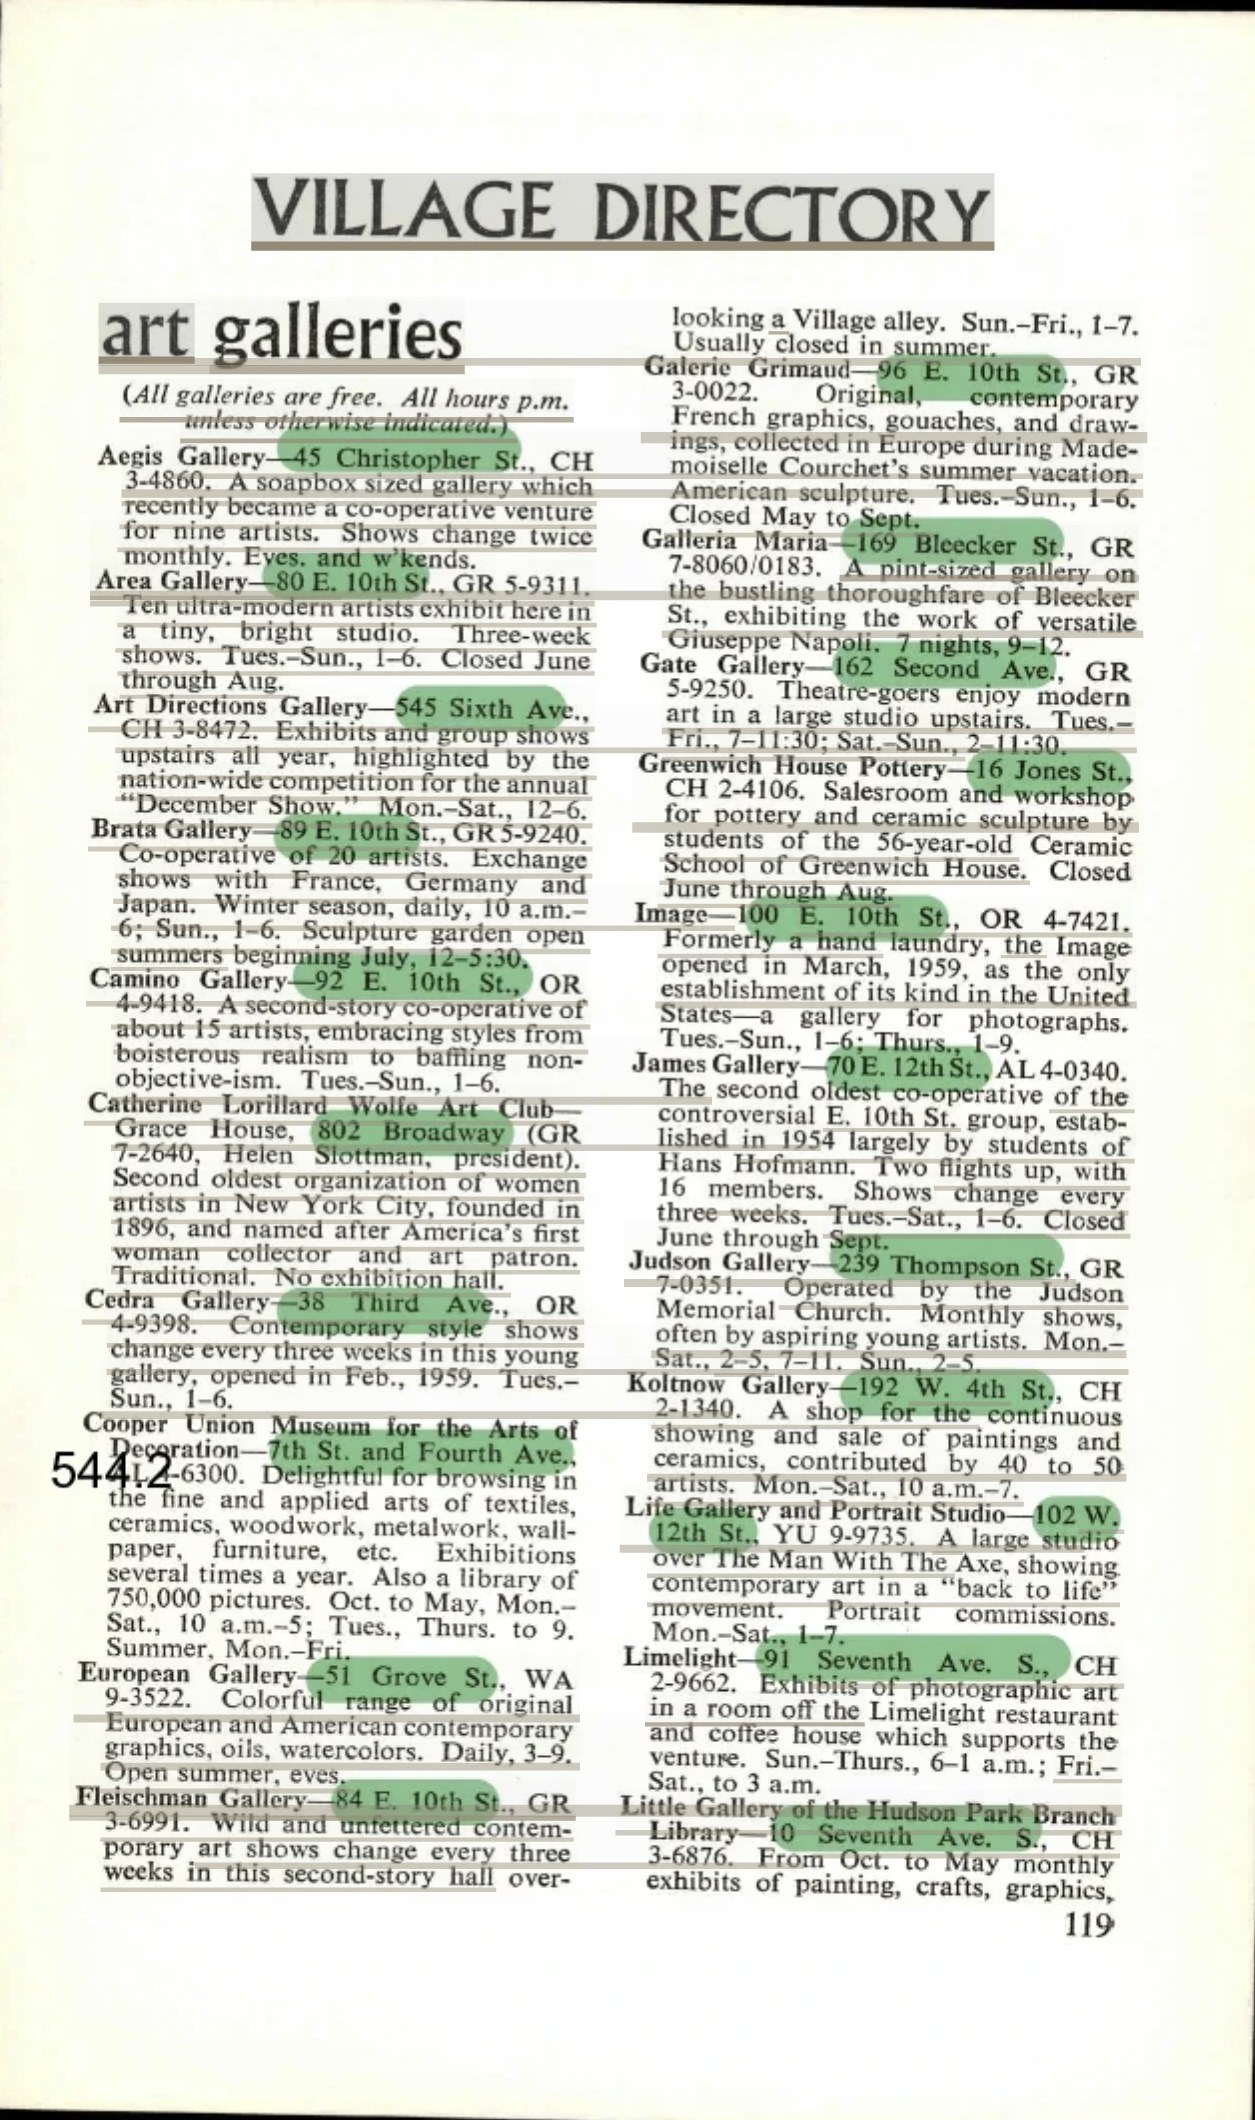 VILLAGE DIRECTORY
art galleries
(All galleries are free. All hours p.m.
unless otherwise indicated.)
Aegis Gallery—45 Christopher St., CH
3-4860. A soapbox sized gallery which
recently became a co-operative venture
for nine artists. Shows change twice
monthly. Eves. and w'kends.
Area Gallery—80 E. 10th St., GR 5-9311.
Ten ultra-modern artists exhibit here in
a tiny, bright studio. Three-week
shows. Tues.–Sun., 1–6. Closed June
through Aug.
Art Directions Gallery—545 Sixth Ave.,
CH 3-8472. Exhibits and group shows
upstairs all year, highlighted by the
nation-wide competition for the annual
“December Show.” Mon.–Sat., 12–6.
Brata Gallery—89 E. 10th St., GR 5-9240.
Co-operative of 20 artists. Exchange
shows with France, Germany and
Japan. Winter season, daily, 10 a.m.–
6; Sun., 1–6. Sculpture garden open
summers beginning July, 12–5:30.
Camino Gallery—92 E. 10th St., OR
4-9418. A second-story co-operative of
about 15 artists, embracing styles from
boisterous realism to baffling non-
objective-ism. Tues.–Sun., 1–6.
Catherine Lorillard Wolfe Art Club—
Grace House, 802 Broadway (GR
7-2640, Helen Slottman, president).
Second oldest organization of women
artists in New York City, founded in
1896, and named after America's first
woman collector and art patron.
Traditional. No exhibition hall.
Cedra Gallery—38 Third Ave., OR
4-9398. Contemporary style shows
change every three weeks in this young
gallery, opened in Feb., 1959. Tues.–
Sun., 1–6.
Cooper Union Museum for the Arts of
Decoration—7th St. and Fourth Ave.,
544.2
-6300. Delightful for browsing in
the fine and applied arts of textiles,
ceramics, woodwork, metalwork, wall-
paper, furniture, etc. Exhibitions
several times a year. Also a library of
750,000 pictures. Oct. to May, Mon.–
Sat., 10 a.m.–5; Tues., Thurs. to 9.
Summer, Mon.–Fri.
European Gallery—51 Grove St., WA
9-3522. Colorful range of original
European and American contemporary
graphics, oils, watercolors. Daily, 3–9.
Open summer, eves.
Fleischman Gallery—84 E. 10th St., GR
3-6991. Wild and unfettered contem-
porary art shows change every three
weeks in this second-story hall over-
looking a Village alley. Sun.–Fri., 1–7.
Usually closed in summer.
Galerie Grimaud—96 E. 10th St., GR
3-0022. Original, contemporary
French graphics, gouaches, and draw-
ings, collected in Europe during Made-
moiselle Courchet's summer vacation.
American sculpture. Tues.–Sun., 1–6.
Closed May to Sept.
Galleria Maria—169 Bleecker St., GR
7-8060/0183. A pint-sized gallery on
the bustling thoroughfare of Bleecker
St., exhibiting the work of versatile
Giuseppe Napoli. 7 nights, 9–12.
Gate Gallery—162 Second Ave., GR
5-9250. Theatre-goers enjoy modern
art in a large studio upstairs. Tues.–
Fri., 7–11:30; Sat.–Sun., 2–11:30.
Greenwich House Pottery—16 Jones St.,
CH 2-4106. Salesroom and workshop
for pottery and ceramic sculpture by
students of the 56-year-old Ceramic
School of Greenwich House. Closed
June through Aug.
Image—100 E. 10th St., OR 4-7421.
Formerly a hand laundry, the Image
opened in March, 1959, as the only
establishment of its kind in the United
States—a gallery for photographs.
Tues.–Sun., 1–6; Thurs., 1–9.
James Gallery—70 E. 12th St., AL 4-0340.
The second oldest co-operative of the
controversial E. 10th St. group, estab-
lished in 1954 largely by students of
Hans Hofmann. Two flights up, with
16 members. Shows change every
three weeks. Tues.–Sat., 1–6. Closed
June through Sept.
Judson Gallery—239 Thompson St., GR
7-0351. Operated by the Judson
Memorial Church. Monthly shows,
often by aspiring young artists. Mon.–
Sat., 2–5, 7–11. Sun., 2–5.
Koltnow Gallery—192 W. 4th St., CH
2-1340. A shop for the continuous
showing and sale of paintings and
ceramics, contributed by 40 to 50
artists. Mon.–Sat., 10 a.m.–7.
Life Gallery and Portrait Studio—102 W.
12th St., YU 9-9735. A large studio
over The Man With The Axe, showing
contemporary art in a “back to life”
movement. Portrait commissions.
Mon.–Sat., 1–7.
Limelight—91 Seventh Ave. S., CH
2-9662. Exhibits of photographic art
in a room off the Limelight restaurant
and coffee house which supports the
venture. Sun.–Thurs., 6–1 a.m.; Fri.–
Sat., to 3 a.m.
Little Gallery of the Hudson Park Branch
Library—10 Seventh Ave. S., CH
3-6876. From Oct. to May monthly
exhibits of painting, crafts, graphics,
119